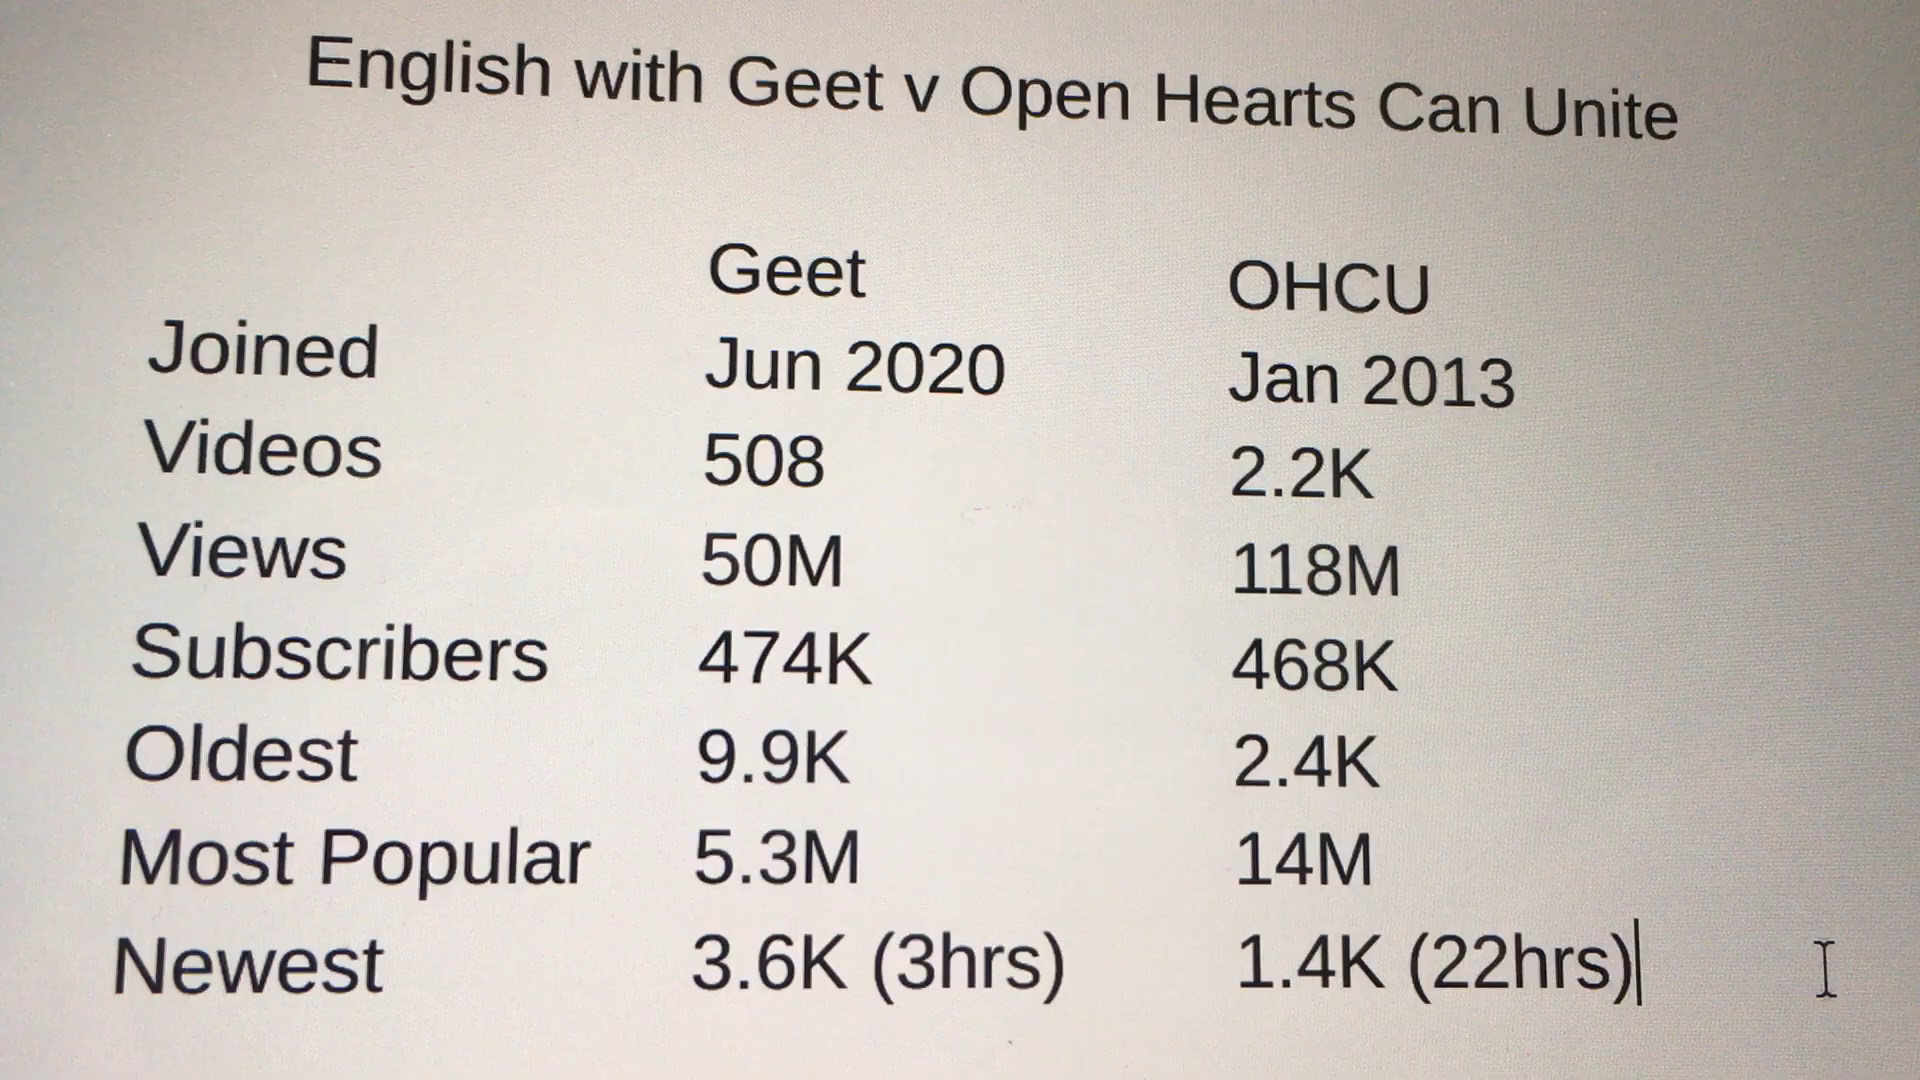 English with Geet v Open Hearts Can Unite
Geet OHCU
Joined Jun 2020 Jan 2013
Videos 508 2.2K
Views 50M 118M
Subscribers 474K 468K
Oldest 9.9K 2.4K
Most Popular 5.3M 14M
Newest 3.6K (3hrs) 1.4K (22hrs)